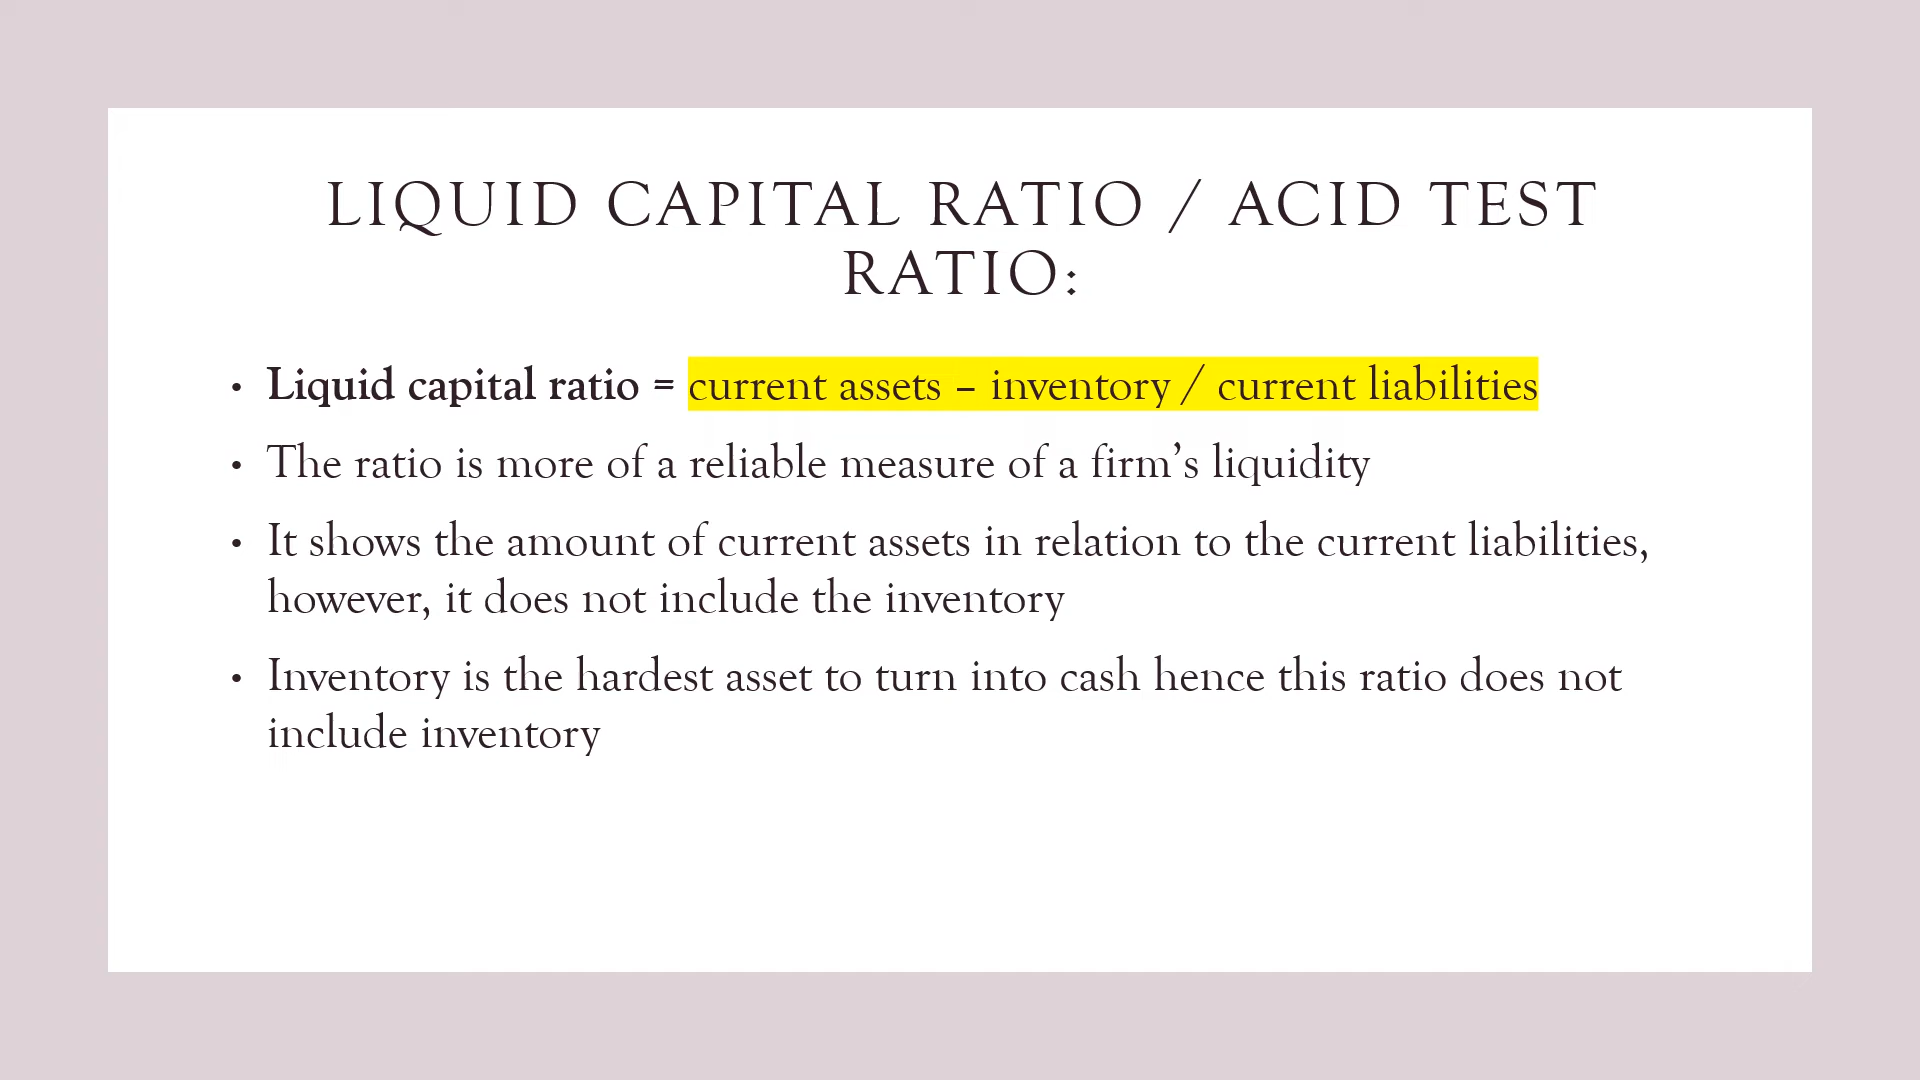 LIQUID CAPITAL RATIO / ACID TEST
RATIO:
• Liquid capital ratio = current assets – inventory / current liabilities
• The ratio is more of a reliable measure of a firm’s liquidity
• It shows the amount of current assets in relation to the current liabilities,
however, it does not include the inventory
• Inventory is the hardest asset to turn into cash hence this ratio does not
include inventory